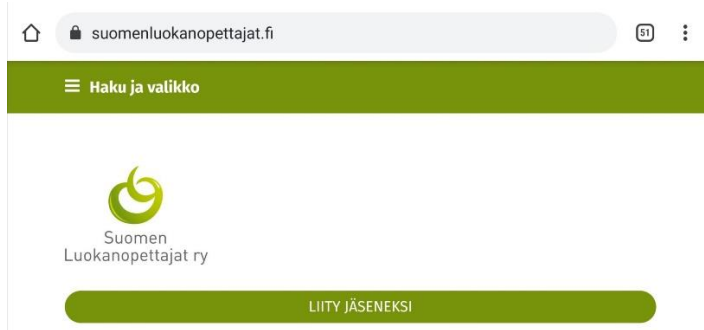 suomenluokanopettajat.fi
51
Haku ja valikko
Suomen
Luokanopettajat ry
LIITY JÄSENEKSI